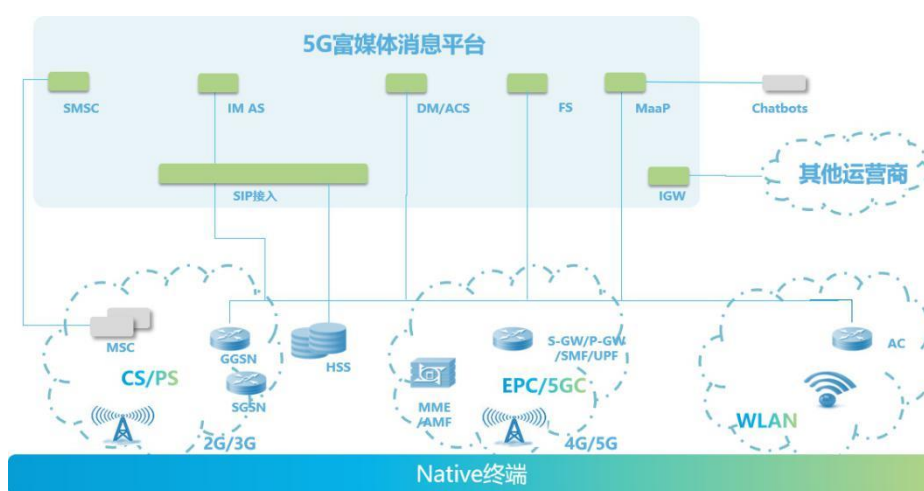 5G富媒体消息平台
SMSC
IM AS
DM/ACS
FS
MaaP
Chatbots
其他运营商
SIP接入
IGW
MSC
GGSN
HSS
S-GW/P-GW
/SMF/UPF
AC
CS/PS
SGSN
MME
/AMF
EPC/5GC
WLAN
2G/3G
4G/5G
Native终端